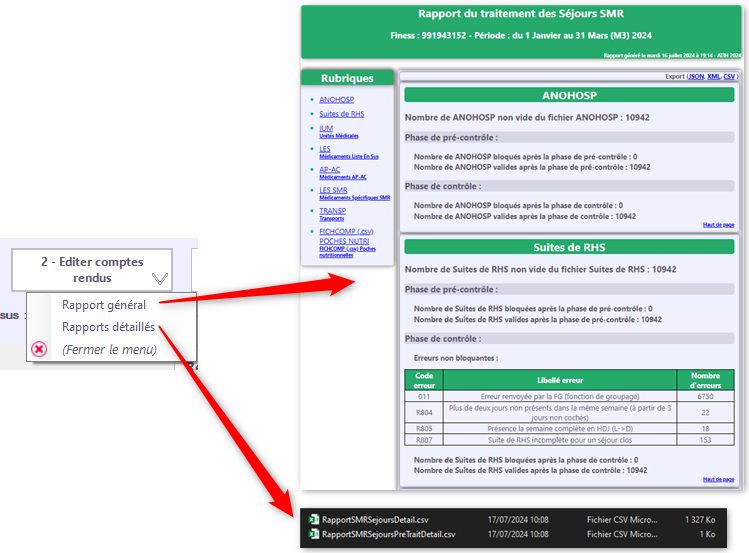 Rapport du traitement des Séjours SMR
Finess : 991943152 - Période : du 1 Janvier au 31 Mars (M3) 2024
Rapport généré le mardi 16 juillet 2024 à 19:14 - ATIH 2024
Rubriques
ANOHOSP
Suites de RHS
IUM
Unités Médicales
LES
Médicaments Liste En Sus
AP-AC
Médicaments AP-AC
LES SMR
Médicaments Spécifiques SMR
TRANSP
Transports
FICHCOMP (.csv)
POCHES NUTRI
FICHCOMP (.csv) Poches
nutritionnelles
Export (JSON, XML, CSV )
ANOHOSP
Nombre de ANOHOSP non vide du fichier ANOHOSP : 10942
Phase de pré-contrôle :
Nombre de ANOHOSP bloqués après la phase de pré-contrôle : 0
Nombre de ANOHOSP valides après la phase de pré-contrôle : 10942
Phase de contrôle :
Nombre de ANOHOSP bloqués après la phase de contrôle : 0
Nombre de ANOHOSP valides après la phase de contrôle : 10942
Haut de page
Suites de RHS
Nombre de Suites de RHS non vide du fichier Suites de RHS : 10942
Phase de pré-contrôle :
Nombre de Suites de RHS bloquées après la phase de pré-contrôle : 0
Nombre de Suites de RHS valides après la phase de pré-contrôle : 10942
Phase de contrôle :
Erreurs non bloquantes :
Code erreur Libellé erreur Nombre d'erreurs
011 Erreur renvoyée par la FG (fonction de groupage) 6750
R804 Plus de deux jours non présents dans la même semaine (à partir de 3 jours non cochés) 22
R805 Présence la semaine complète en HDJ (L->D) 18
R807 Suite de RHS incomplète pour un séjour clos 153
Nombre de Suites de RHS bloquées après la phase de contrôle : 0
Nombre de Suites de RHS valides après la phase de contrôle : 10942
Haut de page
2 - Editer comptes
rendus
sus :
Rapport général
Rapports détaillés
(Fermer le menu)
RapportSMRSejoursDetail.csv 17/07/2024 10:08 Fichier CSV Micro... 1 327 Ko
RapportSMRSejoursPreTraitDetail.csv 17/07/2024 10:08 Fichier CSV Micro... 1 Ko